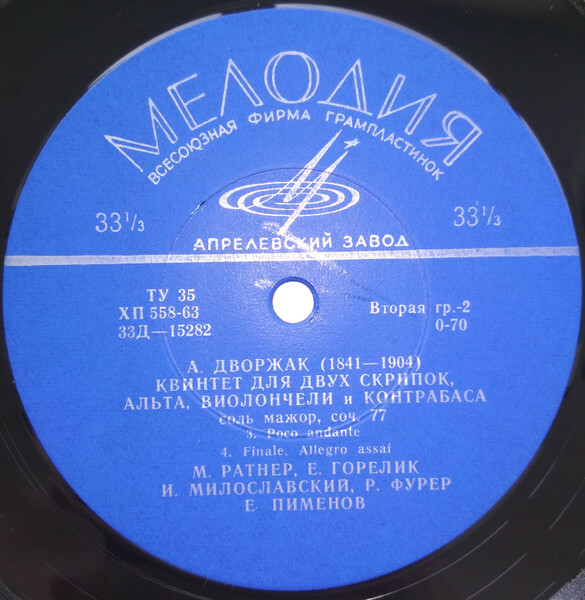 МЕЛОДИЯ
ВСЕСОЮЗНАЯ ФИРМА ГРАМПЛАСТИНОК
33 1/3
33 1/3
АПРЕЛЕВСКИЙ ЗАВОД
ТУ 35
ХП 558-63
33Д—15282
Вторая гр.-2
0-70
А. ДВОРЖАК (1841—1904)
КВИНТЕТ ДЛЯ ДВУХ СКРИПОК,
АЛЬТА, ВИОЛОНЧЕЛИ и КОНТРАБАСА
соль мажор, соч. 77
3. Poco andante
4. Finale. Allegro assai
М. РАТНЕР, Е. ГОРЕЛИК
И. МИЛОСЛАВСКИЙ, Р. ФУРЕР
Е. ПИМЕНОВ